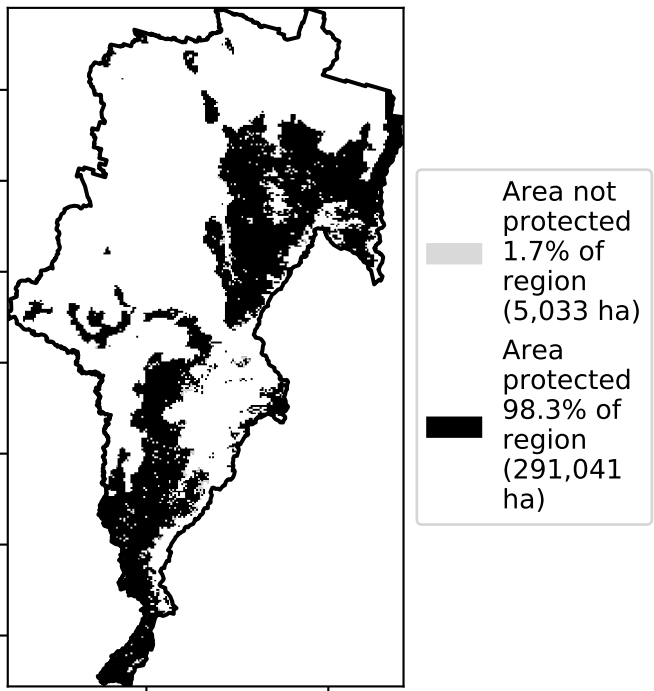 Area not
protected
1.7% of
region
(5,033 ha)
Area
protected
98.3% of
region
(291,041
ha)